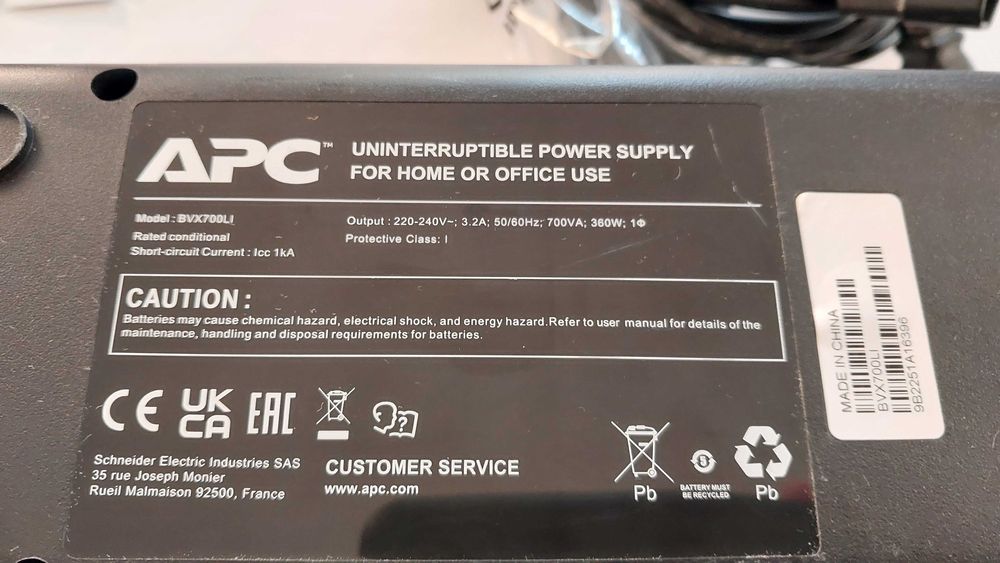 APC™
UNINTERRUPTIBLE POWER SUPPLY
FOR HOME OR OFFICE USE
Model : BVX700LI
Rated conditional
Short-circuit Current : Icc 1kA
Output : 220-240V~; 3.2A; 50/60Hz; 700VA; 360W; 1Φ
Protective Class: I
CAUTION :
Batteries may cause chemical hazard, electrical shock, and energy hazard.Refer to user manual for details of the
maintenance, handling and disposal requirements for batteries.
CE UK CA EAC
Schneider Electric Industries SAS
35 rue Joseph Monier
Rueil Malmaison 92500, France
CUSTOMER SERVICE
www.apc.com
Pb
BATTERY MUST
BE RECYCLED
Pb
MADE IN CHINA
BVX700LI
9B2251A16396